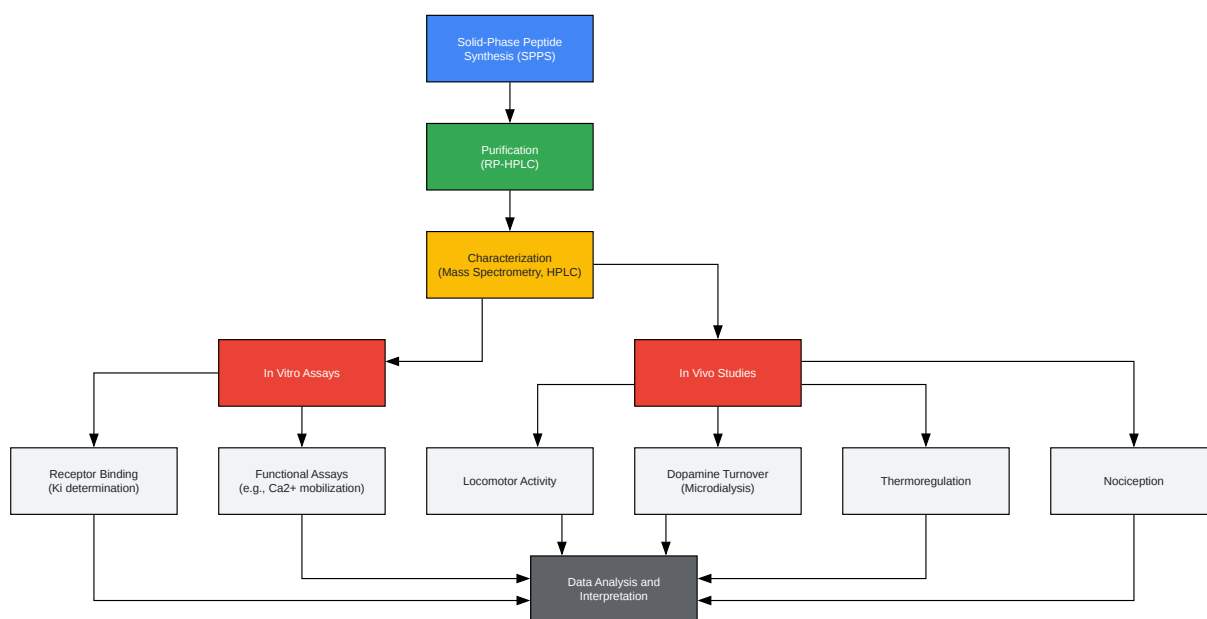 Solid-Phase Peptide
Synthesis (SPPS)
Purification
(RP-HPLC)
Characterization
(Mass Spectrometry, HPLC)
In Vitro Assays
In Vivo Studies
Receptor Binding
(Ki determination)
Functional Assays
(e.g., Ca2+ mobilization)
Locomotor Activity
Dopamine Turnover
(Microdialysis)
Thermoregulation
Nociception
Data Analysis and
Interpretation